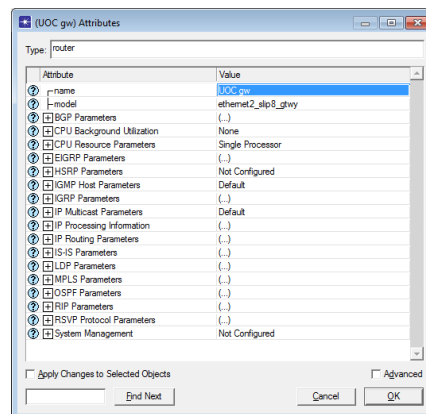 (UOC gw) Attributes
Type: router
Attribute Value
name UOC gw
model ethernet2_slip8_gtwy
BGP Parameters (...)
CPU Background Utilization None
CPU Resource Parameters Single Processor
EIGRP Parameters (...)
HSRP Parameters Not Configured
IGMP Host Parameters Default
IGRP Parameters (...)
IP Multicast Parameters Default
IP Processing Information (...)
IP Routing Parameters (...)
IS-IS Parameters (...)
LDP Parameters (...)
MPLS Parameters (...)
OSPF Parameters (...)
RIP Parameters (...)
RSVP Protocol Parameters (...)
System Management Not Configured
Apply Changes to Selected Objects Advanced
Find Next Cancel OK